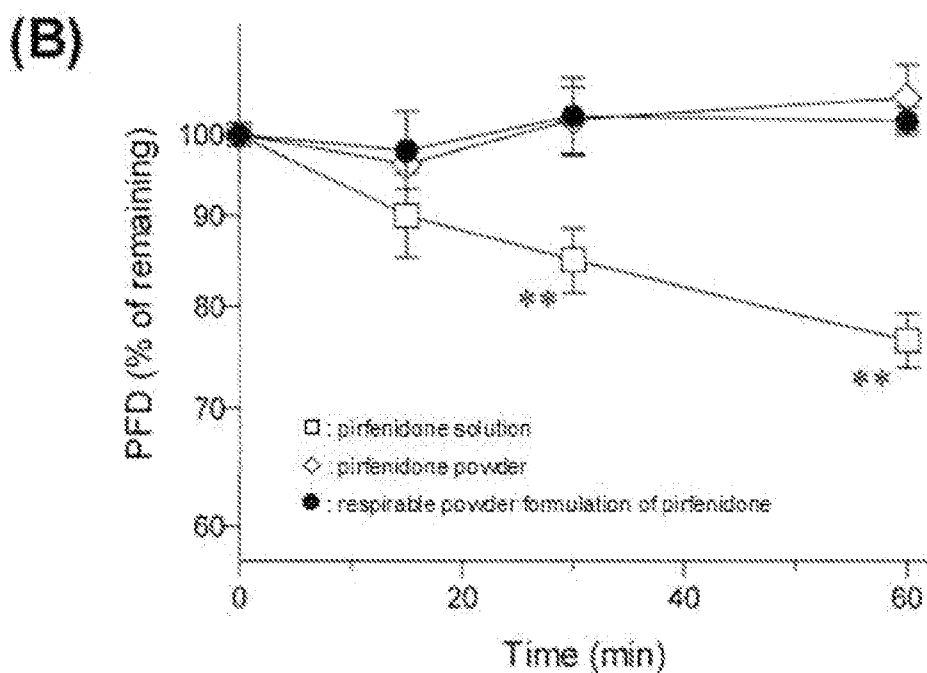 (B)
PFD (% of remaining)
100
90
80
70
60
**
**
□ : pirfenidone solution
◇ : pirfenidone powder
● : respirable powder formulation of pirfenidone
0
20
40
60
Time (min)